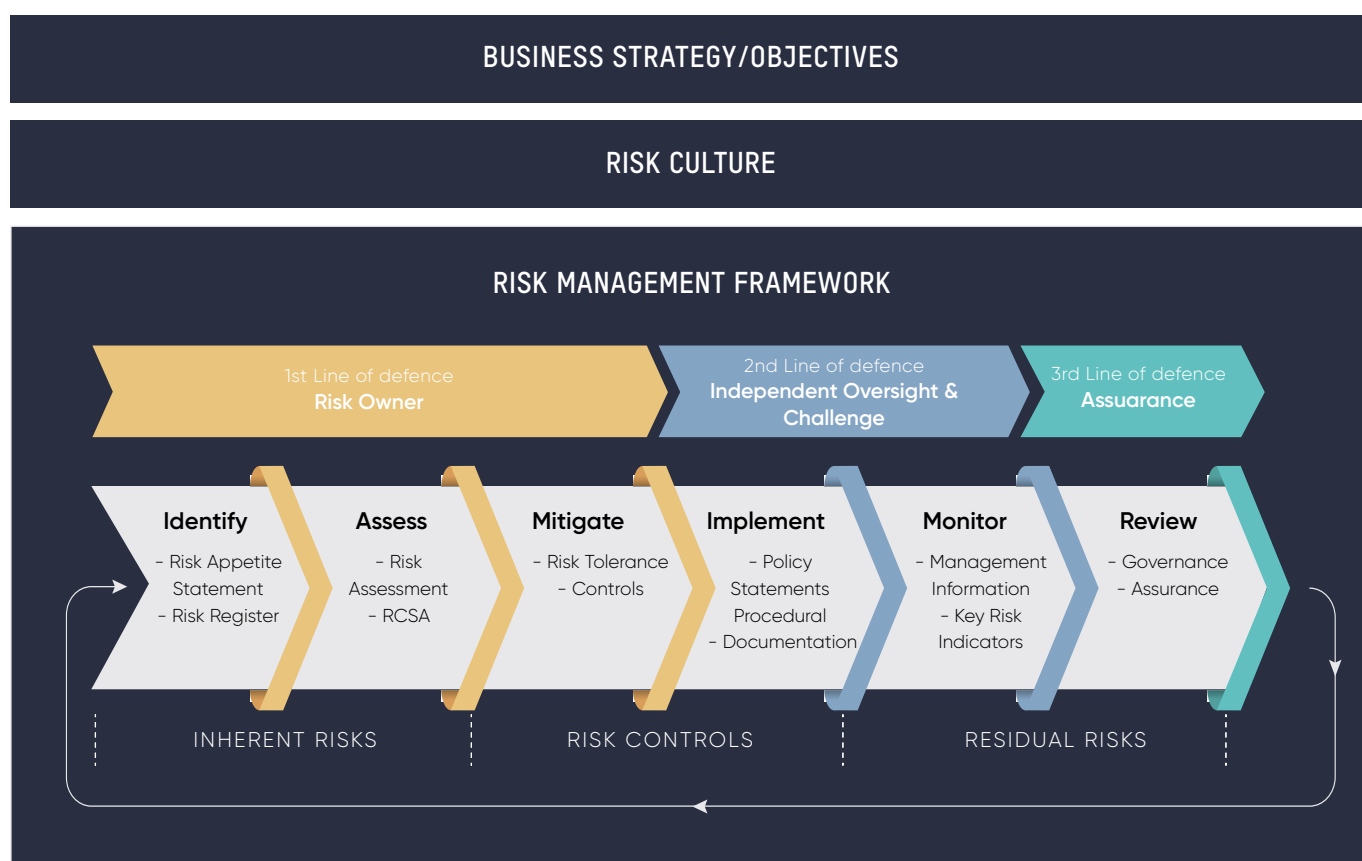 BUSINESS STRATEGY/OBJECTIVES
RISK CULTURE
RISK MANAGEMENT FRAMEWORK
1st Line of defence
Risk Owner
2nd Line of defence
Independent Oversight &
Challenge
3rd Line of defence
Assuarance
Identify
- Risk Appetite
Statement
- Risk Register
Assess
- Risk
Assessment
- RCSA
Mitigate
- Risk Tolerance
- Controls
Implement
- Policy
Statements
Procedural
- Documentation
Monitor
- Management
Information
- Key Risk
Indicators
Review
- Governance
- Assurance
INHERENT RISKS
RISK CONTROLS
RESIDUAL RISKS